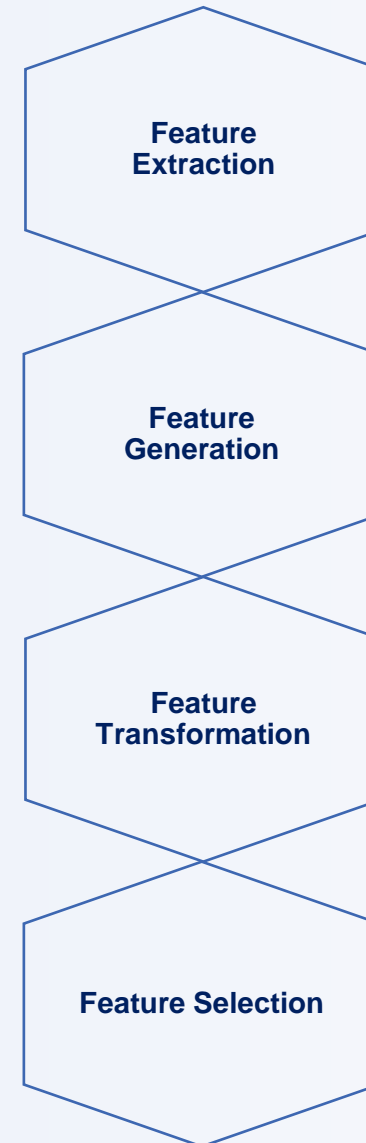 Feature
Extraction
Feature
Generation
Feature
Transformation
Feature Selection